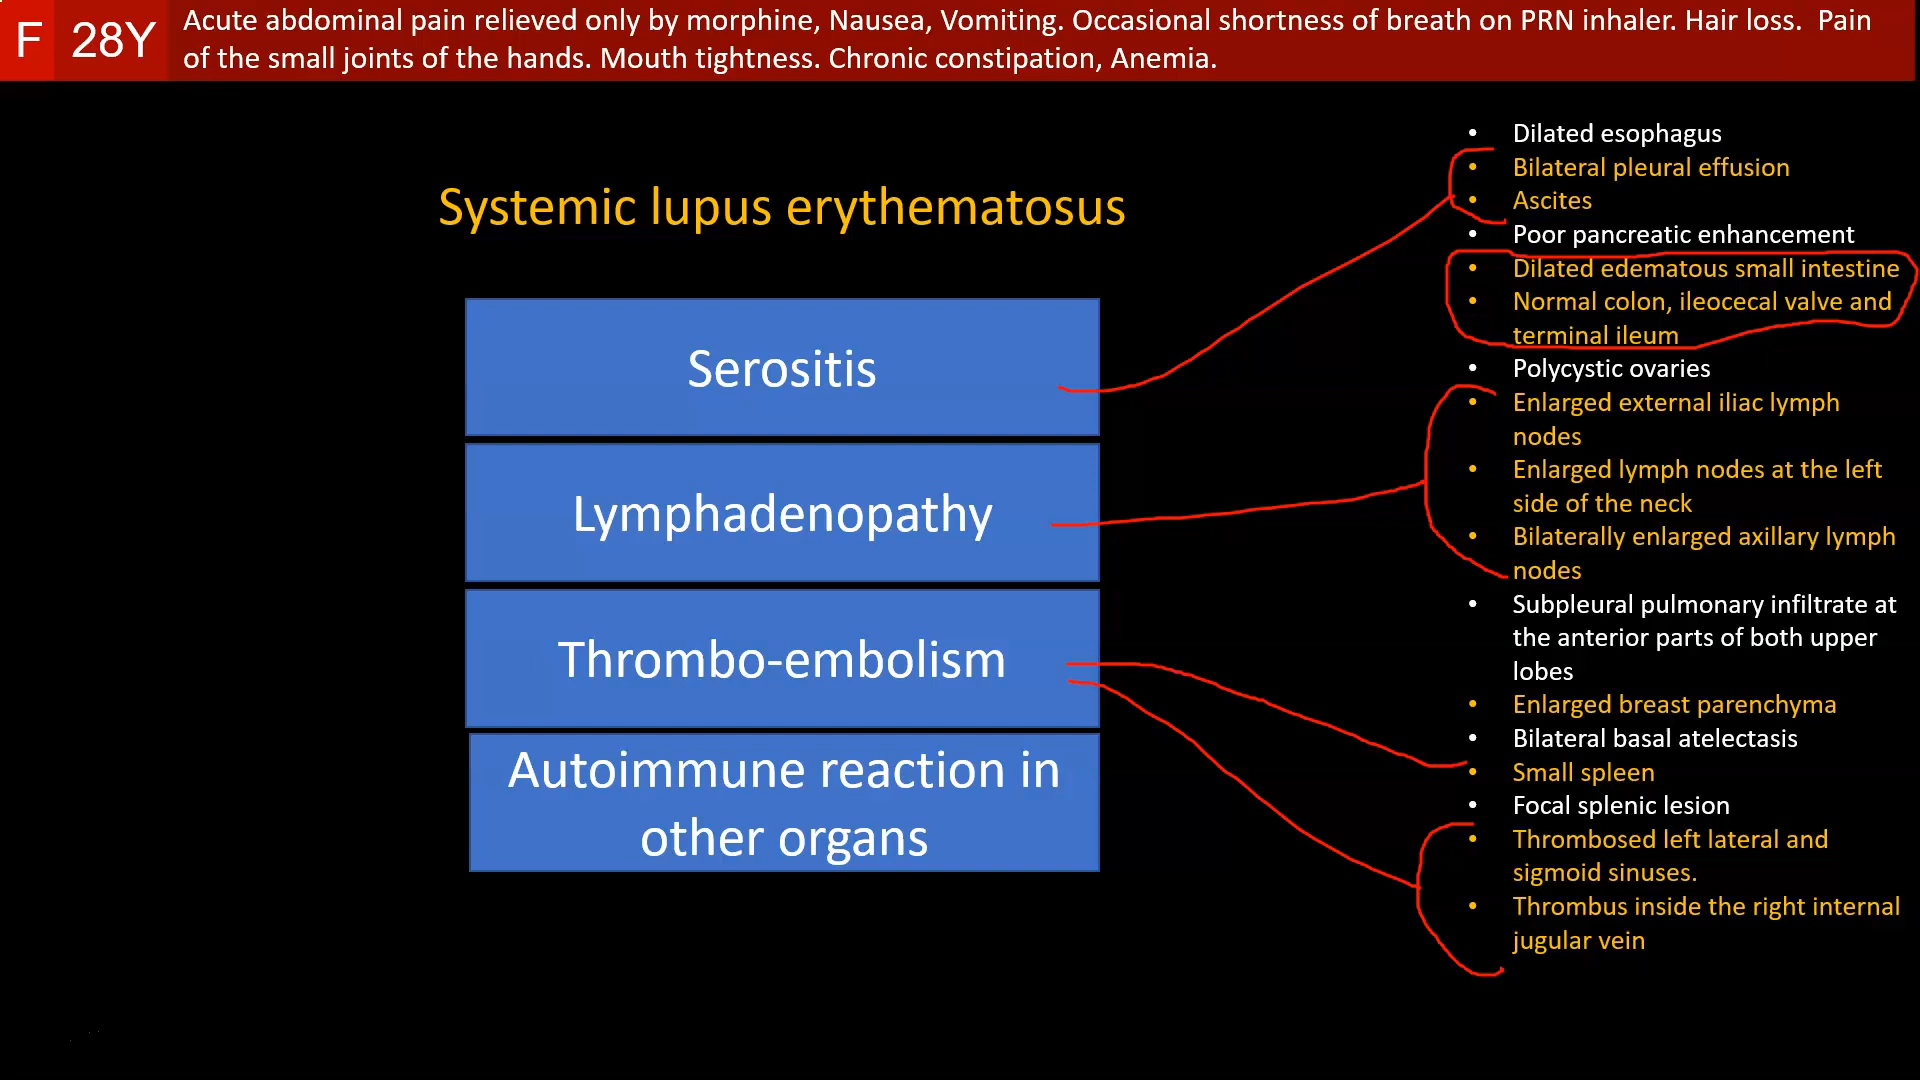 F 28Y Acute abdominal pain relieved only by morphine, Nausea, Vomiting. Occasional shortness of breath on PRN inhaler. Hair loss.  Pain
of the small joints of the hands. Mouth tightness. Chronic constipation, Anemia.
Systemic lupus erythematosus
Serositis
Lymphadenopathy
Thrombo-embolism
Autoimmune reaction in
other organs
• Dilated esophagus
• Bilateral pleural effusion
• Ascites
• Poor pancreatic enhancement
• Dilated edematous small intestine
• Normal colon, ileocecal valve and
terminal ileum
• Polycystic ovaries
• Enlarged external iliac lymph
nodes
• Enlarged lymph nodes at the left
side of the neck
• Bilaterally enlarged axillary lymph
nodes
• Subpleural pulmonary infiltrate at
the anterior parts of both upper
lobes
• Enlarged breast parenchyma
• Bilateral basal atelectasis
• Small spleen
• Focal splenic lesion
• Thrombosed left lateral and
sigmoid sinuses.
• Thrombus inside the right internal
jugular vein